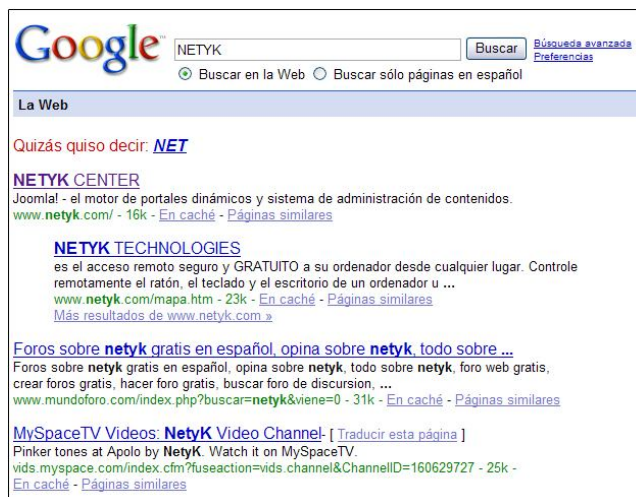 Google™
NETYK
Buscar
Búsqueda avanzada
Preferencias
Buscar en la Web Buscar sólo páginas en español
La Web
Quizás quiso decir: NET
NETYK CENTER
Joomla! - el motor de portales dinámicos y sistema de administración de contenidos.
www.netyk.com/ - 16k - En caché - Páginas similares
NETYK TECHNOLOGIES
es el acceso remoto seguro y GRATUITO a su ordenador desde cualquier lugar. Controle
remotamente el ratón, el teclado y el escritorio de un ordenador u ...
www.netyk.com/mapa.htm - 23k - En caché - Páginas similares
Más resultados de www.netyk.com »
Foros sobre netyk gratis en español, opina sobre netyk, todo sobre ...
Foros sobre netyk gratis en español, opina sobre netyk, todo sobre netyk, foro web gratis,
crear foros gratis, hacer foro gratis, buscar foro de discursion, ...
www.mundoforo.com/index.php?buscar=netyk&viene=0 - 31k - En caché - Páginas similares
MySpaceTV Videos: NetyK Video Channel- [ Traducir esta página ]
Pinker tones at Apolo by NetyK. Watch it on MySpaceTV.
vids.myspace.com/index.cfm?fuseaction=vids.channel&ChannelID=160629727 - 25k -
En caché - Páginas similares